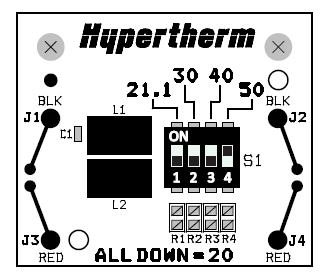 Hypertherm
30 40
21.1 50
BLK BLK
J1 L1 J2
C1 ON
S1
1 2 3 4
L2
J3 R1 R2 R3 R4 J4
RED ALL DOWN = 20 RED